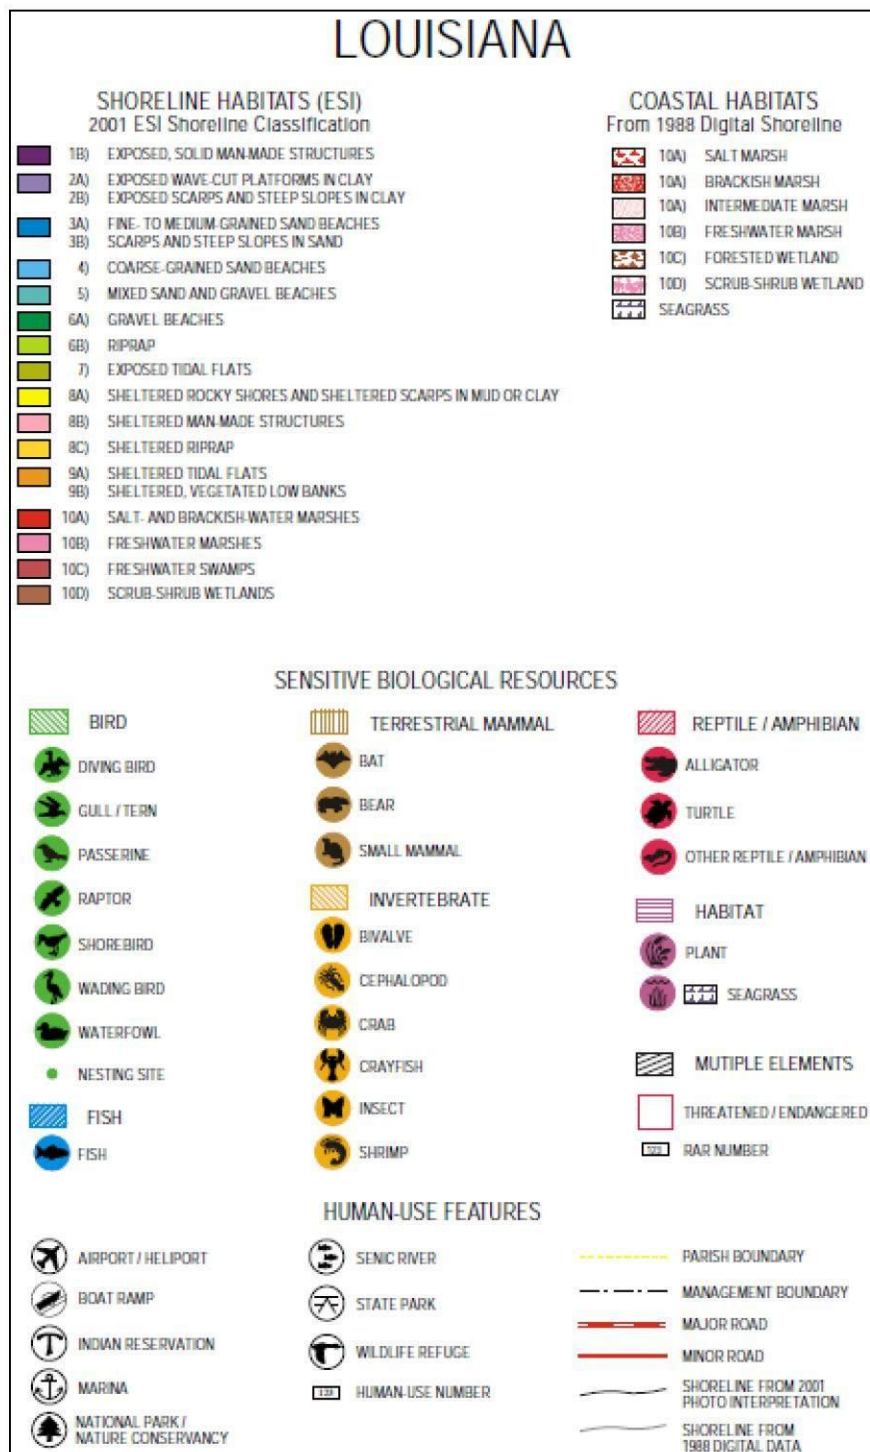 LOUISIANA
SHORELINE HABITATS (ESI)
2001 ESI Shoreline Classification
1B) EXPOSED, SOLID MAN-MADE STRUCTURES
2A) EXPOSED WAVE-CUT PLATFORMS IN CLAY
2B) EXPOSED SCARPS AND STEEP SLOPES IN CLAY
3A) FINE- TO MEDIUM-GRAINED SAND BEACHES
3B) SCARPS AND STEEP SLOPES IN SAND
4) COARSE-GRAINED SAND BEACHES
5) MIXED SAND AND GRAVEL BEACHES
6A) GRAVEL BEACHES
6B) RIPRAP
7) EXPOSED TIDAL FLATS
8A) SHELTERED ROCKY SHORES AND SHELTERED SCARPS IN MUD OR CLAY
8B) SHELTERED MAN-MADE STRUCTURES
8C) SHELTERED RIPRAP
9A) SHELTERED TIDAL FLATS
9B) SHELTERED, VEGETATED LOW BANKS
10A) SALT- AND BRACKISH-WATER MARSHES
10B) FRESHWATER MARSHES
10C) FRESHWATER SWAMPS
10D) SCRUB-SHRUB WETLANDS
COASTAL HABITATS
From 1988 Digital Shoreline
10A) SALT MARSH
10A) BRACKISH MARSH
10A) INTERMEDIATE MARSH
10B) FRESHWATER MARSH
10C) FORESTED WETLAND
10D) SCRUB-SHRUB WETLAND
SEAGRASS
SENSITIVE BIOLOGICAL RESOURCES
BIRD
DIVING BIRD
GULL / TERN
PASSERINE
RAPTOR
SHOREBIRD
WADING BIRD
WATERFOWL
NESTING SITE
FISH
FISH
TERRESTRIAL MAMMAL
BAT
BEAR
SMALL MAMMAL
INVERTEBRATE
BIVALVE
CEPHALOPOD
CRAB
CRAYFISH
INSECT
SHRIMP
REPTILE / AMPHIBIAN
ALLIGATOR
TURTLE
OTHER REPTILE / AMPHIBIAN
HABITAT
PLANT
SEAGRASS
MUTIPLE ELEMENTS
THREATENED / ENDANGERED
123 RAR NUMBER
HUMAN-USE FEATURES
AIRPORT / HELIPORT
BOAT RAMP
INDIAN RESERVATION
MARINA
NATIONAL PARK /
NATURE CONSERVANCY
SENIC RIVER
STATE PARK
WILDLIFE REFUGE
123 HUMAN-USE NUMBER
PARISH BOUNDARY
MANAGEMENT BOUNDARY
MAJOR ROAD
MINOR ROAD
SHORELINE FROM 2001
PHOTO INTERPRETATION
SHORELINE FROM
1988 DIGITAL DATA